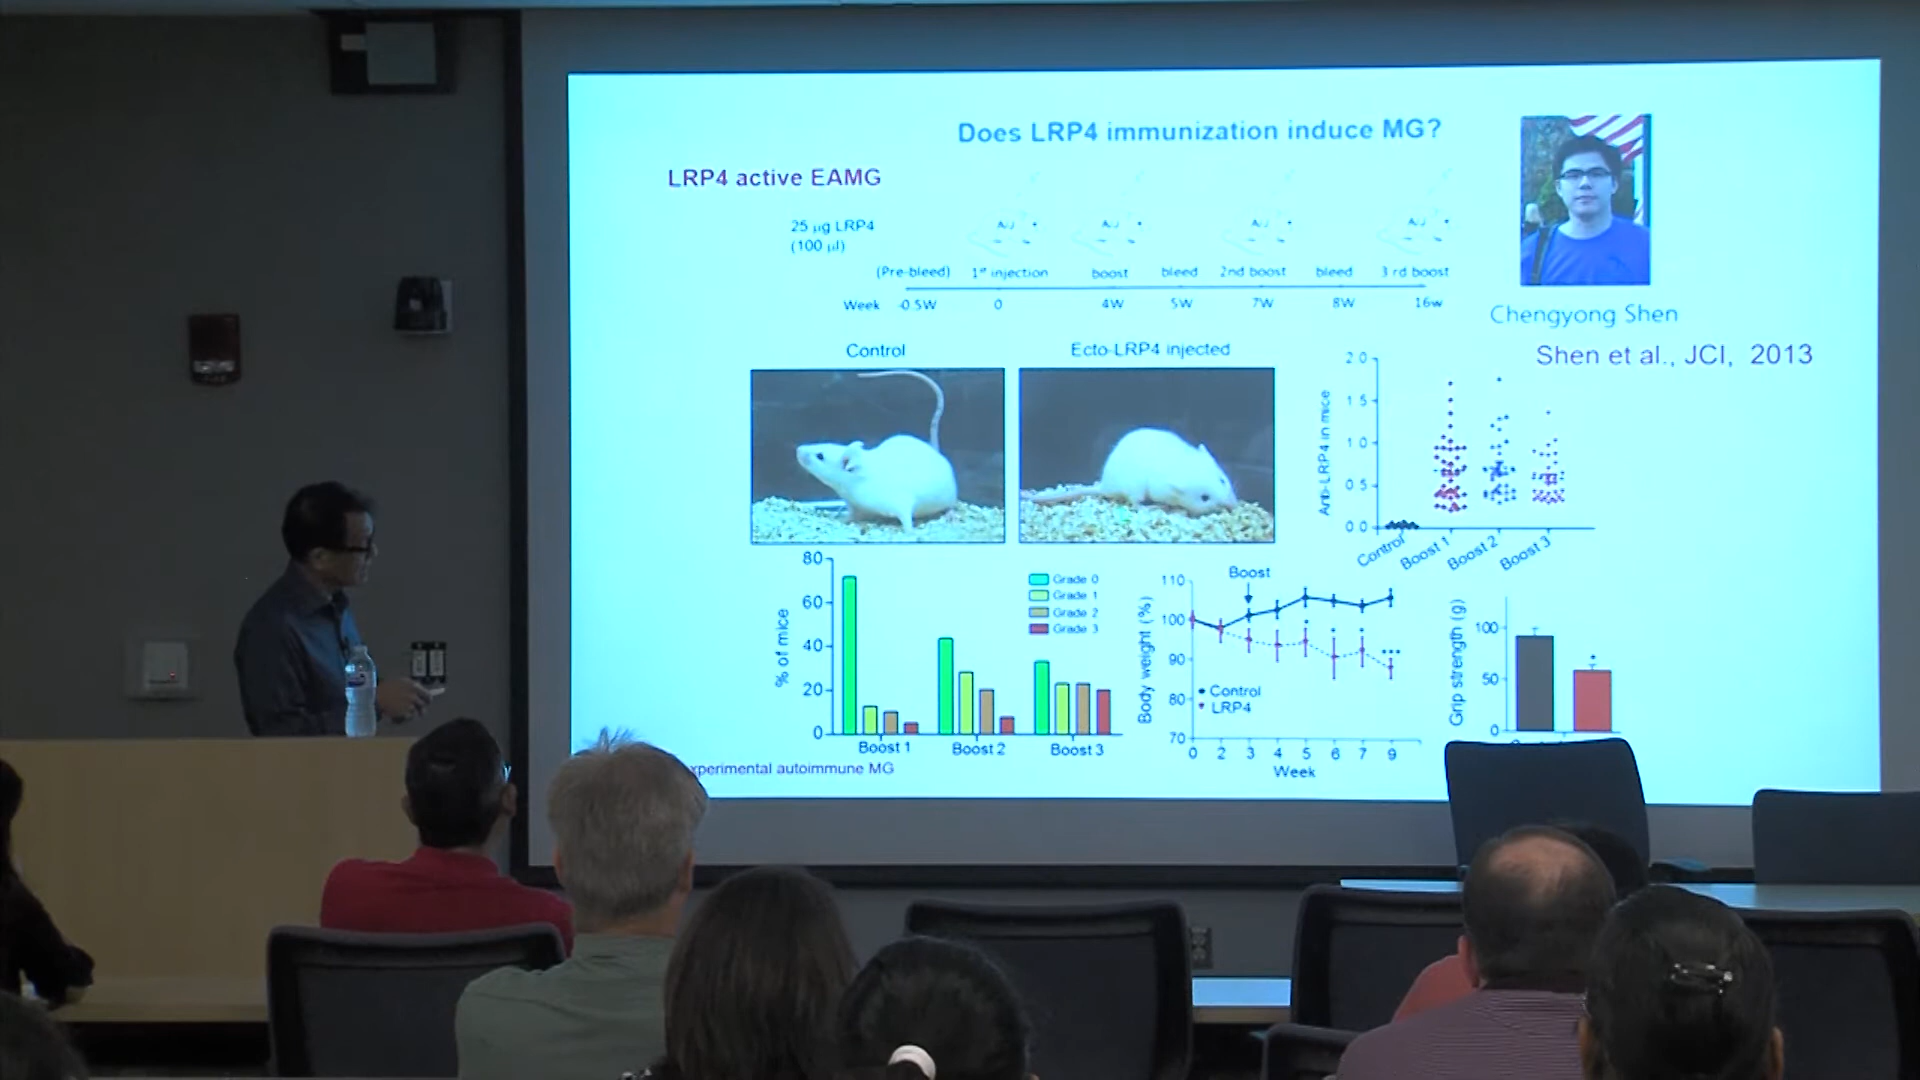 Does LRP4 immunization induce MG?
LRP4 active EAMG
25 µg LRP4
(100 µl)
(Pre-bleed) 1st injection boost bleed 2nd boost bleed 3 rd boost
Week -0.5W 0 4W 5W 7W 8W 16w
Chengyong Shen
Shen et al., JCI, 2013
Control
Ecto-LRP4 injected
Anti-LRP4 in mice
2.0
1.5
1.0
0.5
0.0
Control Boost 1 Boost 2 Boost 3
% of mice
80
60
40
20
0
Grade 0
Grade 1
Grade 2
Grade 3
Boost 1 Boost 2 Boost 3
Body weight (%)
110
100
90
80
70
Boost
* * * ***
Control
LRP4
0 2 3 4 5 6 7 9
Week
Grip strength (g)
100
50
0
*
xperimental autoimmune MG